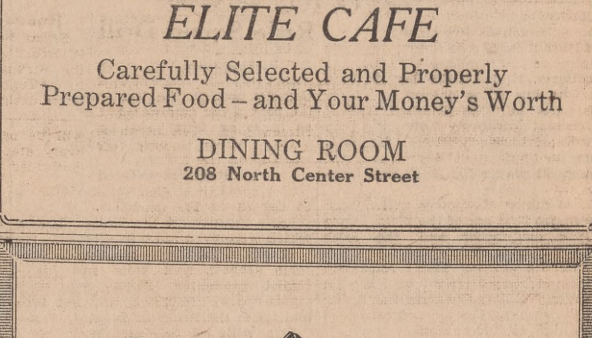 ELITE CAFE
Carefully Selected and Properly
Prepared Food – and Your Money's Worth
DINING ROOM
208 North Center Street